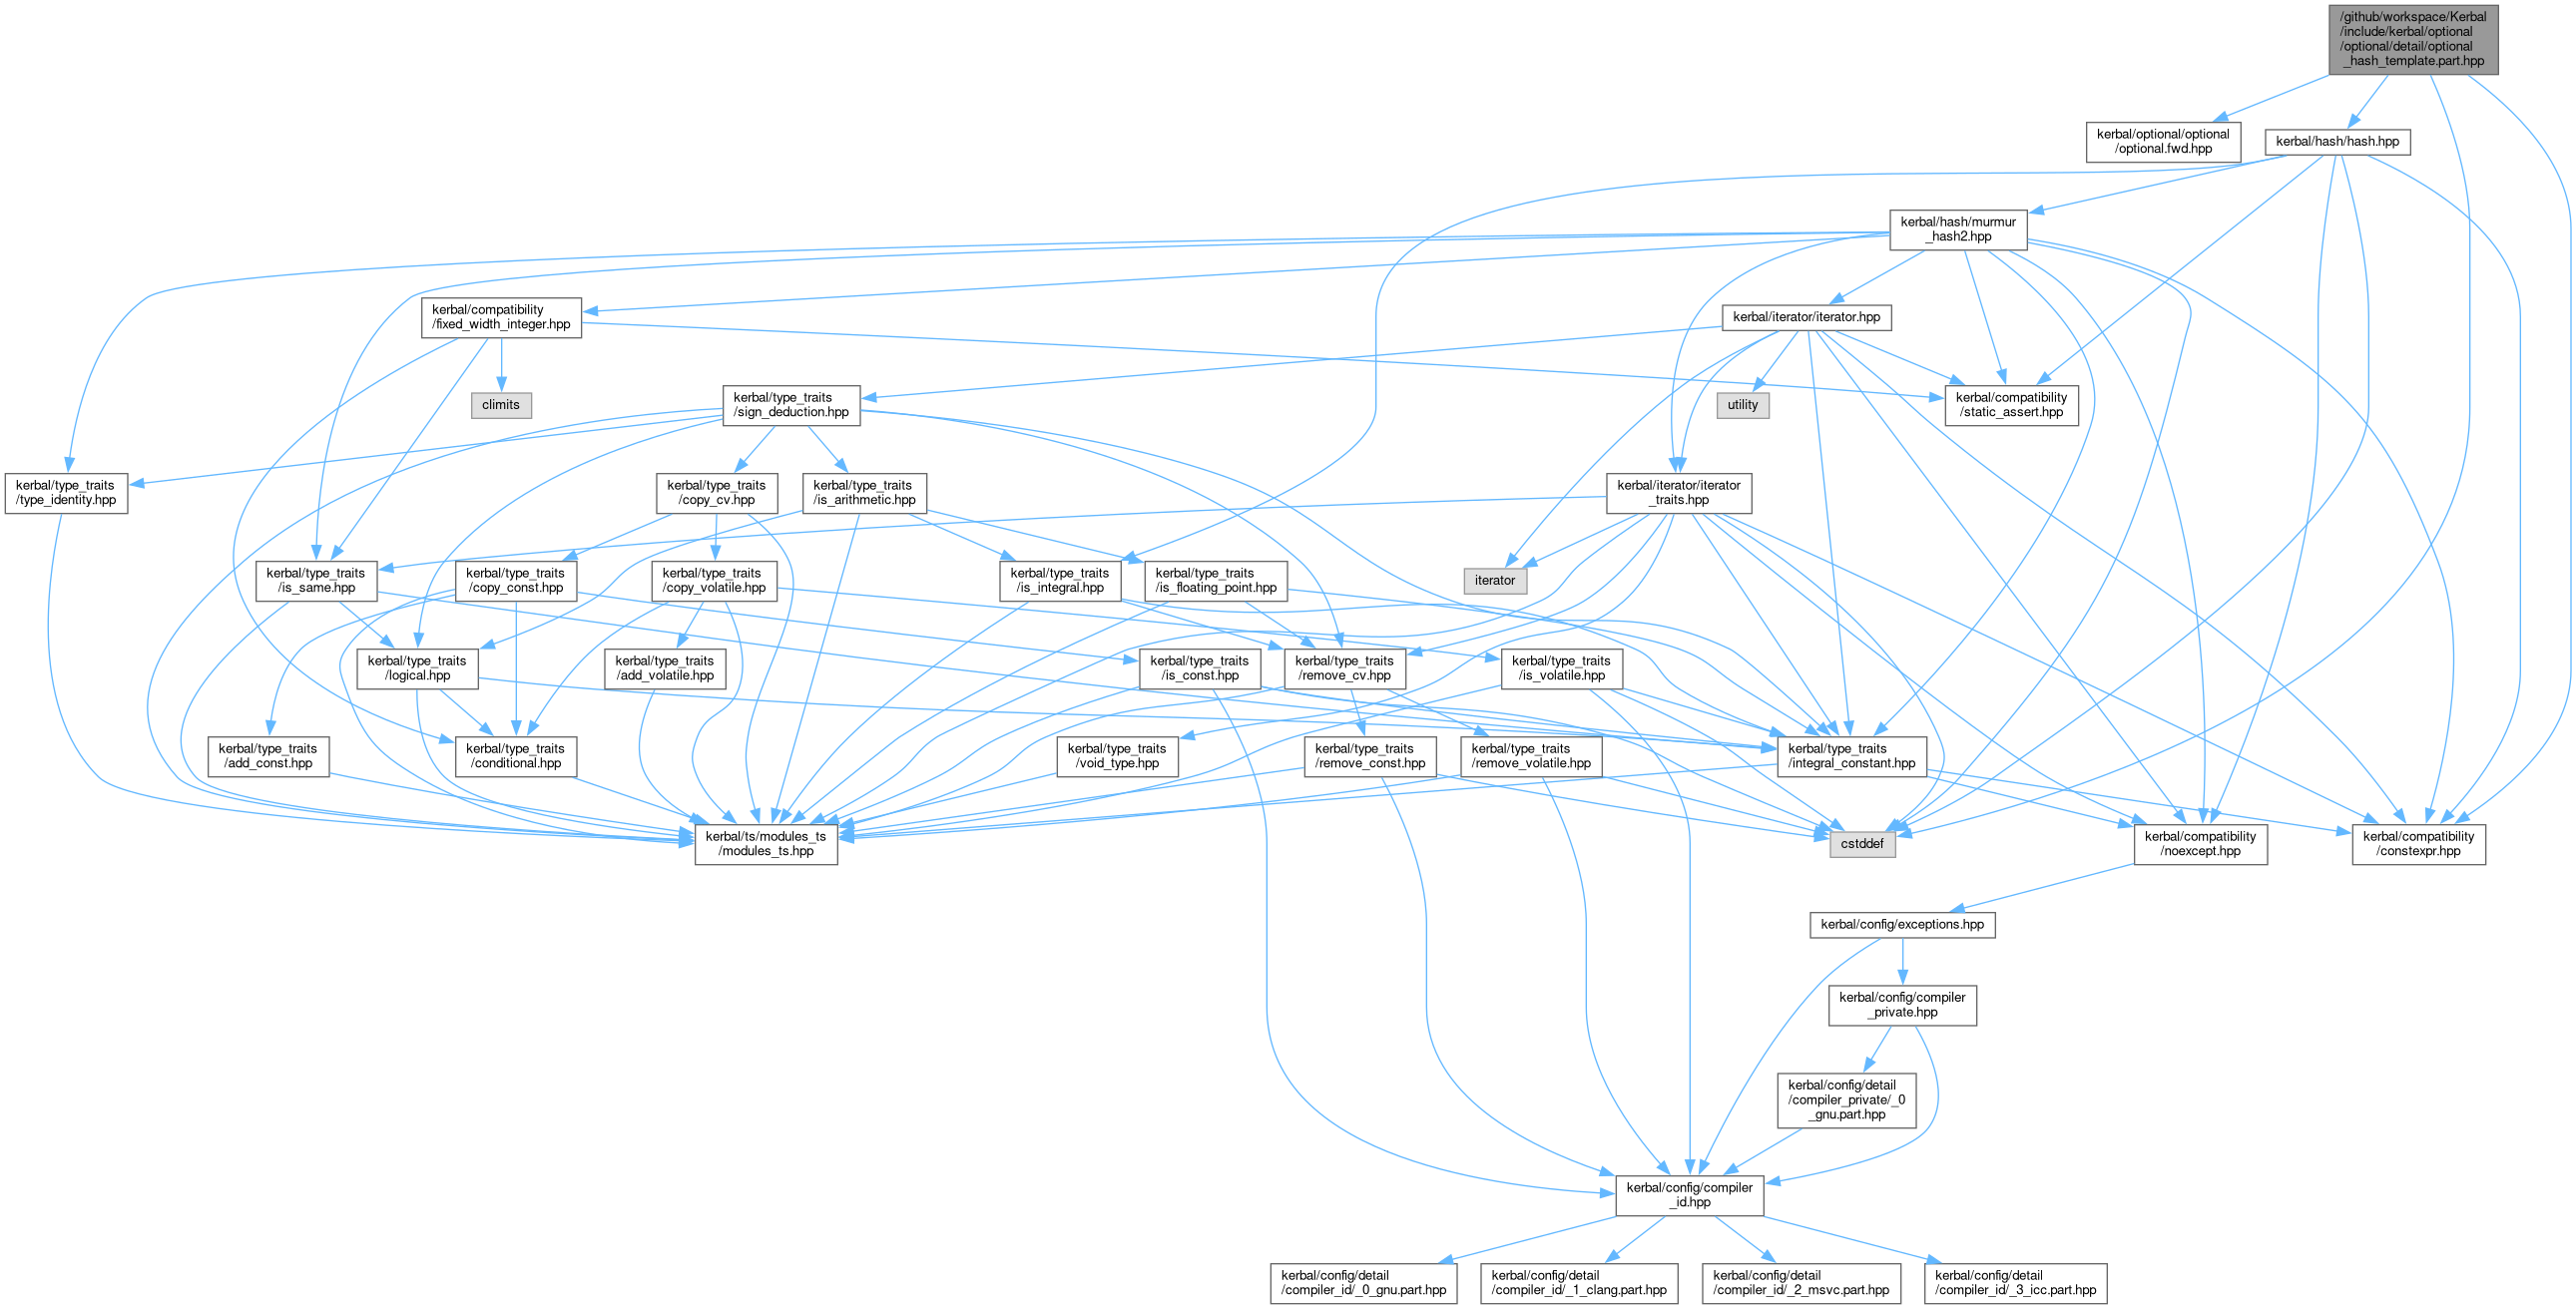 /github/workspace/Kerbal
/include/kerbal/optional
/optional/detail/optional
_hash_template.part.hpp
kerbal/optional/optional
/optional.fwd.hpp
kerbal/hash/hash.hpp
kerbal/hash/murmur
_hash2.hpp
kerbal/compatibility
/fixed_width_integer.hpp
kerbal/iterator/iterator.hpp
climits
kerbal/type_traits
/sign_deduction.hpp
utility
kerbal/compatibility
/static_assert.hpp
kerbal/type_traits
/type_identity.hpp
kerbal/type_traits
/copy_cv.hpp
kerbal/type_traits
/is_arithmetic.hpp
kerbal/iterator/iterator
_traits.hpp
kerbal/type_traits
/is_same.hpp
kerbal/type_traits
/copy_const.hpp
kerbal/type_traits
/copy_volatile.hpp
kerbal/type_traits
/is_integral.hpp
kerbal/type_traits
/is_floating_point.hpp
iterator
kerbal/type_traits
/logical.hpp
kerbal/type_traits
/add_volatile.hpp
kerbal/type_traits
/is_const.hpp
kerbal/type_traits
/remove_cv.hpp
kerbal/type_traits
/is_volatile.hpp
kerbal/type_traits
/add_const.hpp
kerbal/type_traits
/conditional.hpp
kerbal/type_traits
/void_type.hpp
kerbal/type_traits
/remove_const.hpp
kerbal/type_traits
/remove_volatile.hpp
kerbal/type_traits
/integral_constant.hpp
kerbal/ts/modules_ts
/modules_ts.hpp
cstddef
kerbal/compatibility
/noexcept.hpp
kerbal/compatibility
/constexpr.hpp
kerbal/config/exceptions.hpp
kerbal/config/compiler
_private.hpp
kerbal/config/detail
/compiler_private/_0
_gnu.part.hpp
kerbal/config/compiler
_id.hpp
kerbal/config/detail
/compiler_id/_0_gnu.part.hpp
kerbal/config/detail
/compiler_id/_1_clang.part.hpp
kerbal/config/detail
/compiler_id/_2_msvc.part.hpp
kerbal/config/detail
/compiler_id/_3_icc.part.hpp